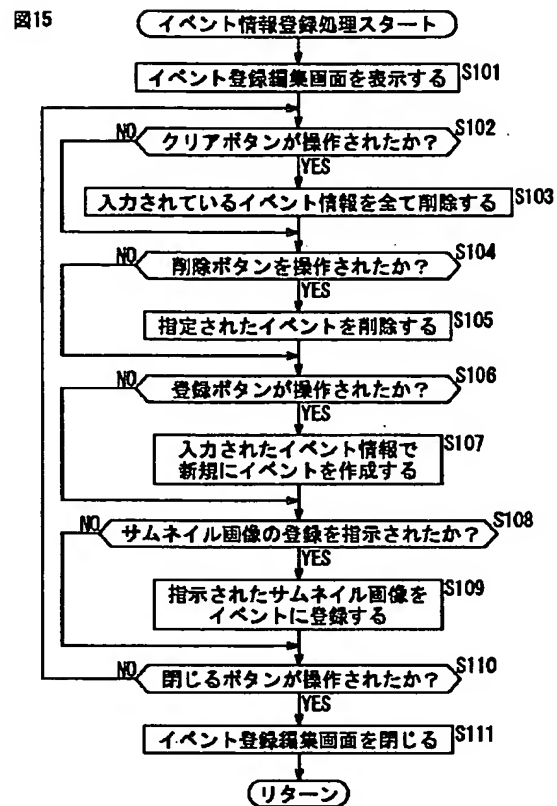 図15
イベント情報登録処理スタート
イベント登録編集画面を表示する S101
NO クリアボタンが操作されたか? S102
YES
入力されているイベント情報を全て削除する S103
NO 削除ボタンを操作されたか? S104
YES
指定されたイベントを削除する S105
NO 登録ボタンが操作されたか? S106
YES
入力されたイベント情報で S107
新規にイベントを作成する
NO サムネイル画像の登録を指示されたか? S108
YES
指示されたサムネイル画像を S109
イベントに登録する
NO 閉じるボタンが操作されたか? S110
YES
イベント登録編集画面を閉じる S111
リターン